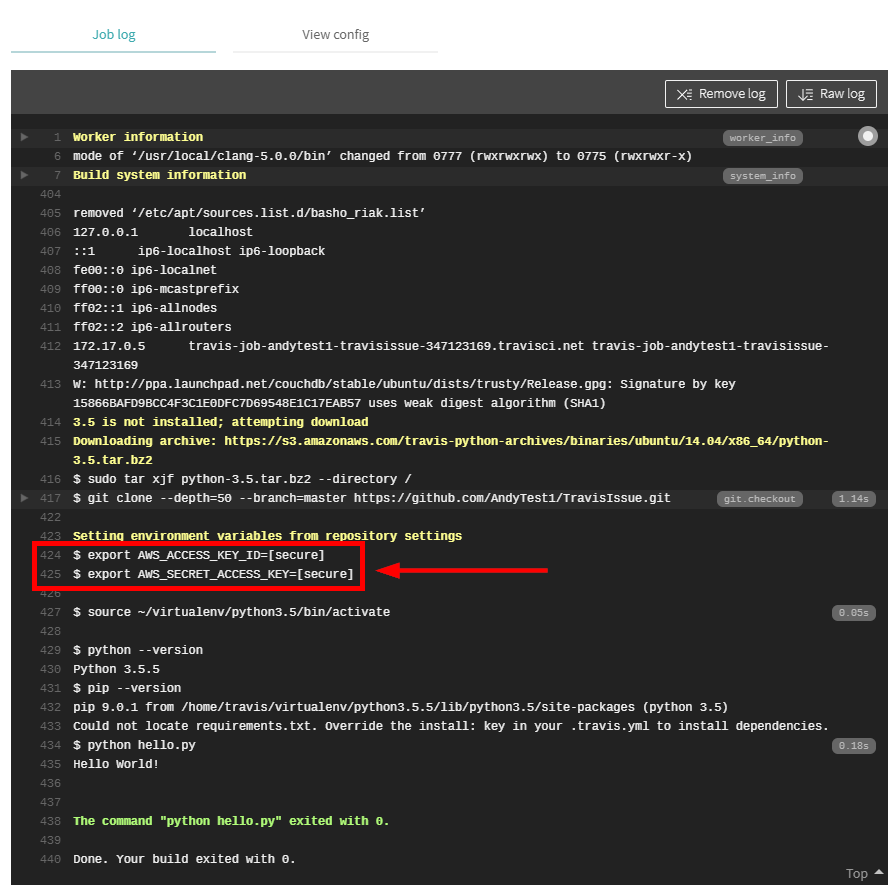 Job log View config
Remove log Raw log
1 Worker information worker_info
6 mode of ‘/usr/local/clang-5.0.0/bin’ changed from 0777 (rwxrwxrwx) to 0775 (rwxrwxr-x)
7 Build system information system_info
404
405 removed ‘/etc/apt/sources.list.d/basho_riak.list’
406 127.0.0.1 localhost
407 ::1 ip6-localhost ip6-loopback
408 fe00::0 ip6-localnet
409 ff00::0 ip6-mcastprefix
410 ff02::1 ip6-allnodes
411 ff02::2 ip6-allrouters
412 172.17.0.5 travis-job-andytest1-travisissue-347123169.travisci.net travis-job-andytest1-travisissue-
347123169
413 W: http://ppa.launchpad.net/couchdb/stable/ubuntu/dists/trusty/Release.gpg: Signature by key
15866BAFD9BCC4F3C1E0DFC7D69548E1C17EAB57 uses weak digest algorithm (SHA1)
414 3.5 is not installed; attempting download
415 Downloading archive: https://s3.amazonaws.com/travis-python-archives/binaries/ubuntu/14.04/x86_64/python-
3.5.tar.bz2
416 $ sudo tar xjf python-3.5.tar.bz2 --directory /
417 $ git clone --depth=50 --branch=master https://github.com/AndyTest1/TravisIssue.git git.checkout 1.14s
422
423 Setting environment variables from repository settings
424 $ export AWS_ACCESS_KEY_ID=[secure]
425 $ export AWS_SECRET_ACCESS_KEY=[secure]
426
427 $ source ~/virtualenv/python3.5/bin/activate 0.05s
428
429 $ python --version
430 Python 3.5.5
431 $ pip --version
432 pip 9.0.1 from /home/travis/virtualenv/python3.5.5/lib/python3.5/site-packages (python 3.5)
433 Could not locate requirements.txt. Override the install: key in your .travis.yml to install dependencies.
434 $ python hello.py 0.18s
435 Hello World!
436
437
438 The command "python hello.py" exited with 0.
439
440 Done. Your build exited with 0.
Top